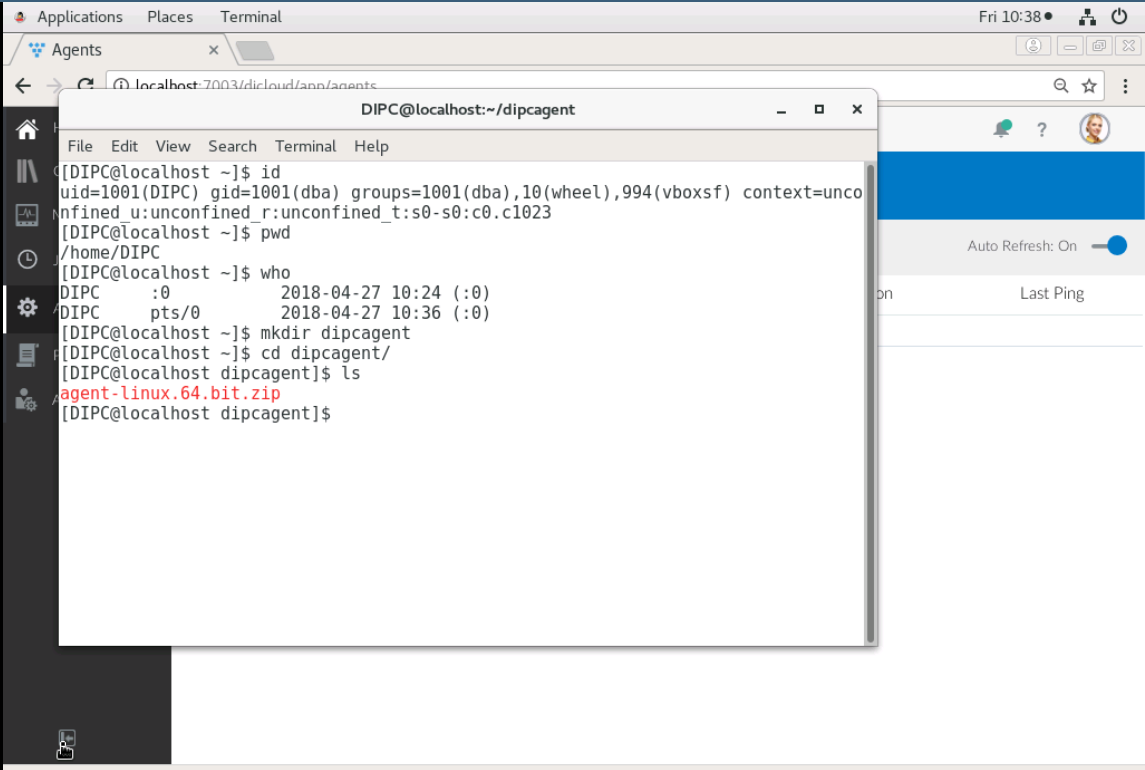 Applications Places Terminal Fri 10:38
Agents
localhost:7003/dicloud/app/agents
DIPC@localhost:~/dipcagent
File Edit View Search Terminal Help
[DIPC@localhost ~]$ id
uid=1001(DIPC) gid=1001(dba) groups=1001(dba),10(wheel),994(vboxsf) context=unco
nfined_u:unconfined_r:unconfined_t:s0-s0:c0.c1023
[DIPC@localhost ~]$ pwd
/home/DIPC
[DIPC@localhost ~]$ who
DIPC :0 2018-04-27 10:24 (:0)
DIPC pts/0 2018-04-27 10:36 (:0)
[DIPC@localhost ~]$ mkdir dipcagent
[DIPC@localhost ~]$ cd dipcagent/
[DIPC@localhost dipcagent]$ ls
agent-linux.64.bit.zip
[DIPC@localhost dipcagent]$
?
Auto Refresh: On
on Last Ping